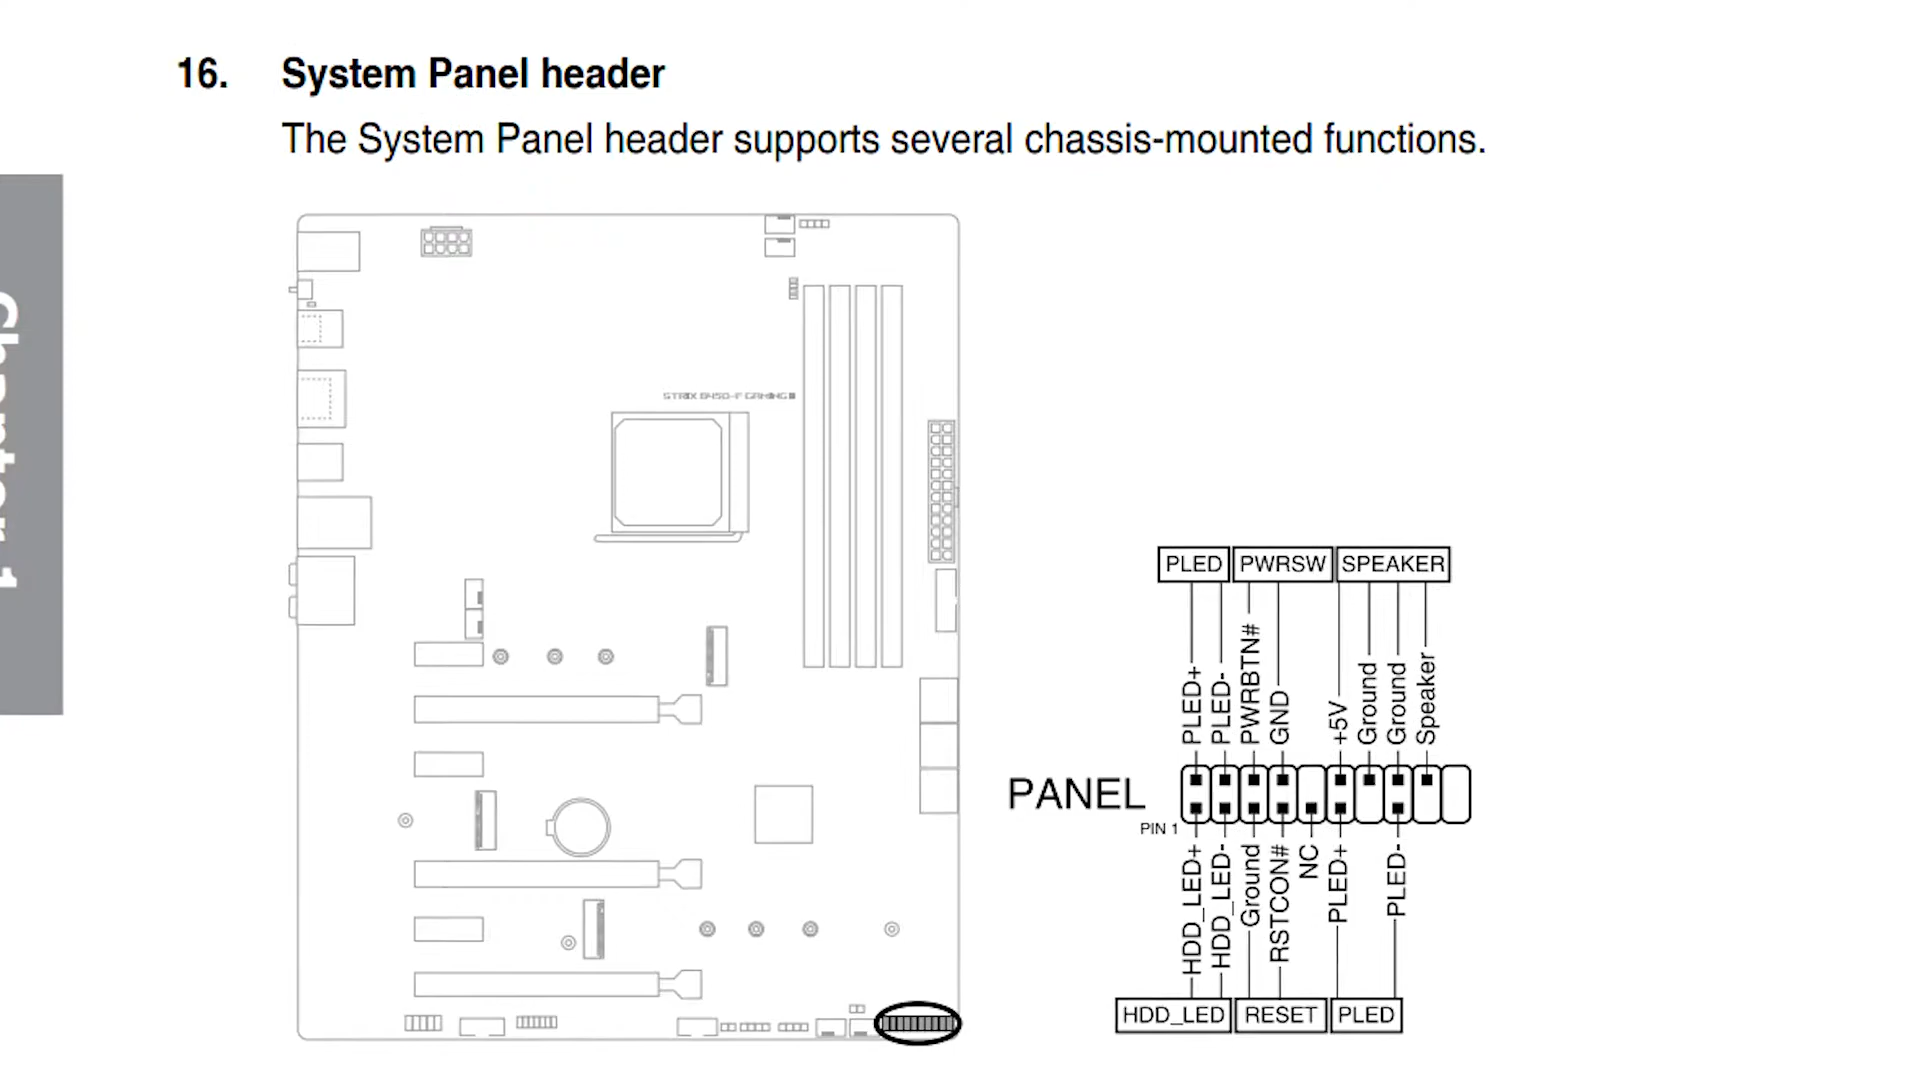 16. System Panel header
The System Panel header supports several chassis-mounted functions.
Chapter 1
STRIX B450-F GAMING II
PLED PWRSW SPEAKER
PLED+
PLED-
PWRBTN#
GND
+5V
Ground
Ground
Speaker
PANEL
PIN 1
HDD_LED+
HDD_LED-
Ground
RSTCON#
NC
PLED+
PLED-
HDD_LED RESET PLED